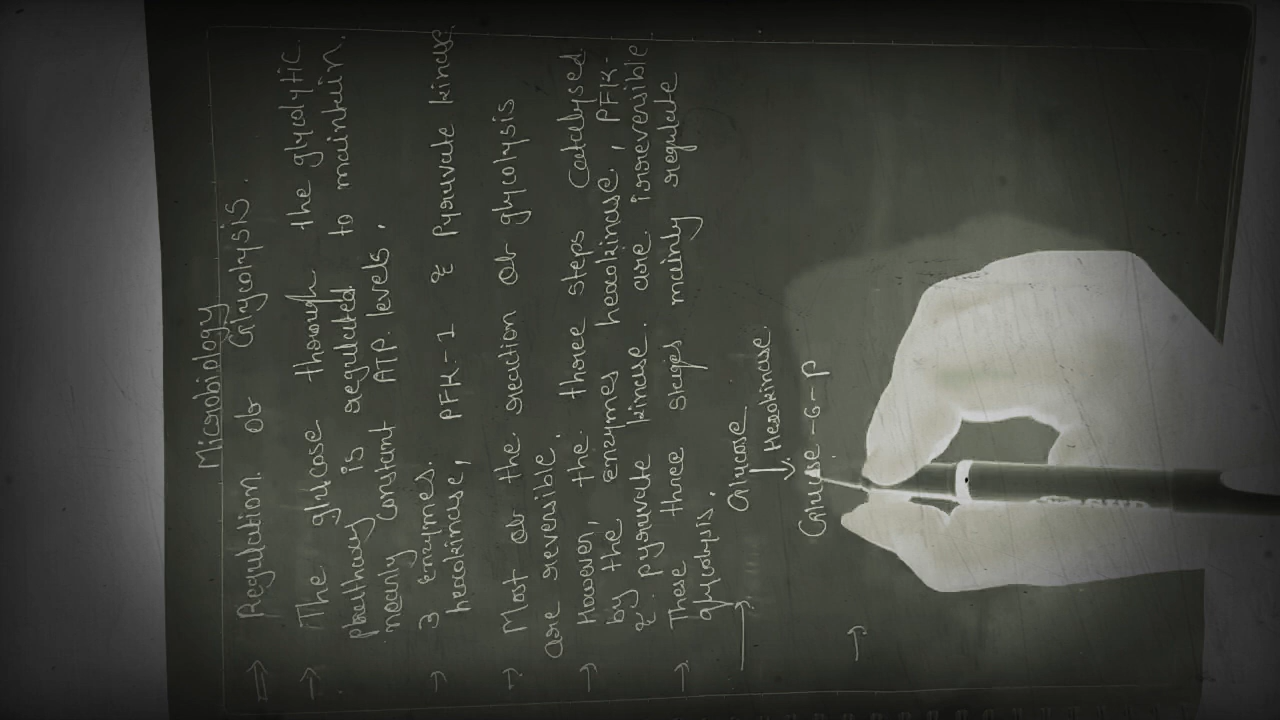 Microbiology
⇒ Regulation of Glycolysis.
→ The glucose through the glycolytic
pathway is regulated to maintain.
nearly constant ATP levels.
→ 3 enzymes.
hexokinase, PFK-1 & Pyruvate kinase.
→ Most of the reaction of glycolysis
are reversible.
→ However, the three steps Catalysed
by the enzymes hexokinase, PFK-
& pyruvate kinase. are irreversible
→ These three stages mainly regulate
glycolysis.
→ Glucose
↓ Hexokinase.
Glucose-6-P
→